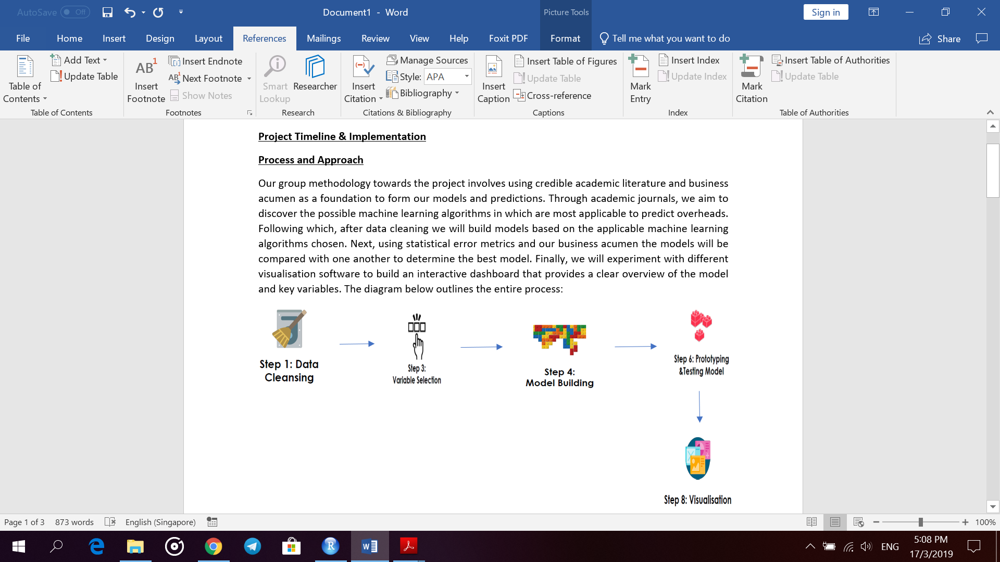 AutoSave Off
Document1 - Word
Picture Tools
Sign in
File Home Insert Design Layout References Mailings Review View Help Foxit PDF Format Tell me what you want to do Share
Table of Contents
Add Text
Update Table
Table of Contents
AB1
Insert Footnote
Insert Endnote
Next Footnote
Show Notes
Footnotes
Smart Lookup
Researcher
Research
Insert Citation
Manage Sources
Style: APA
Bibliography
Citations & Bibliography
Insert Caption
Insert Table of Figures
Update Table
Cross-reference
Captions
Mark Entry
Insert Index
Update Index
Index
Mark Citation
Insert Table of Authorities
Update Table
Table of Authorities
Project Timeline & Implementation
Process and Approach
Our group methodology towards the project involves using credible academic literature and business
acumen as a foundation to form our models and predictions. Through academic journals, we aim to
discover the possible machine learning algorithms in which are most applicable to predict overheads.
Following which, after data cleaning we will build models based on the applicable machine learning
algorithms chosen. Next, using statistical error metrics and our business acumen the models will be
compared with one another to determine the best model. Finally, we will experiment with different
visualisation software to build an interactive dashboard that provides a clear overview of the model
and key variables. The diagram below outlines the entire process:
Step 1: Data
Cleansing
Step 3:
Variable Selection
Step 4:
Model Building
Step 6: Prototyping
&Testing Model
Step 8: Visualisation
Page 1 of 3 873 words English (Singapore) 100%
ENG
5:08 PM
17/3/2019